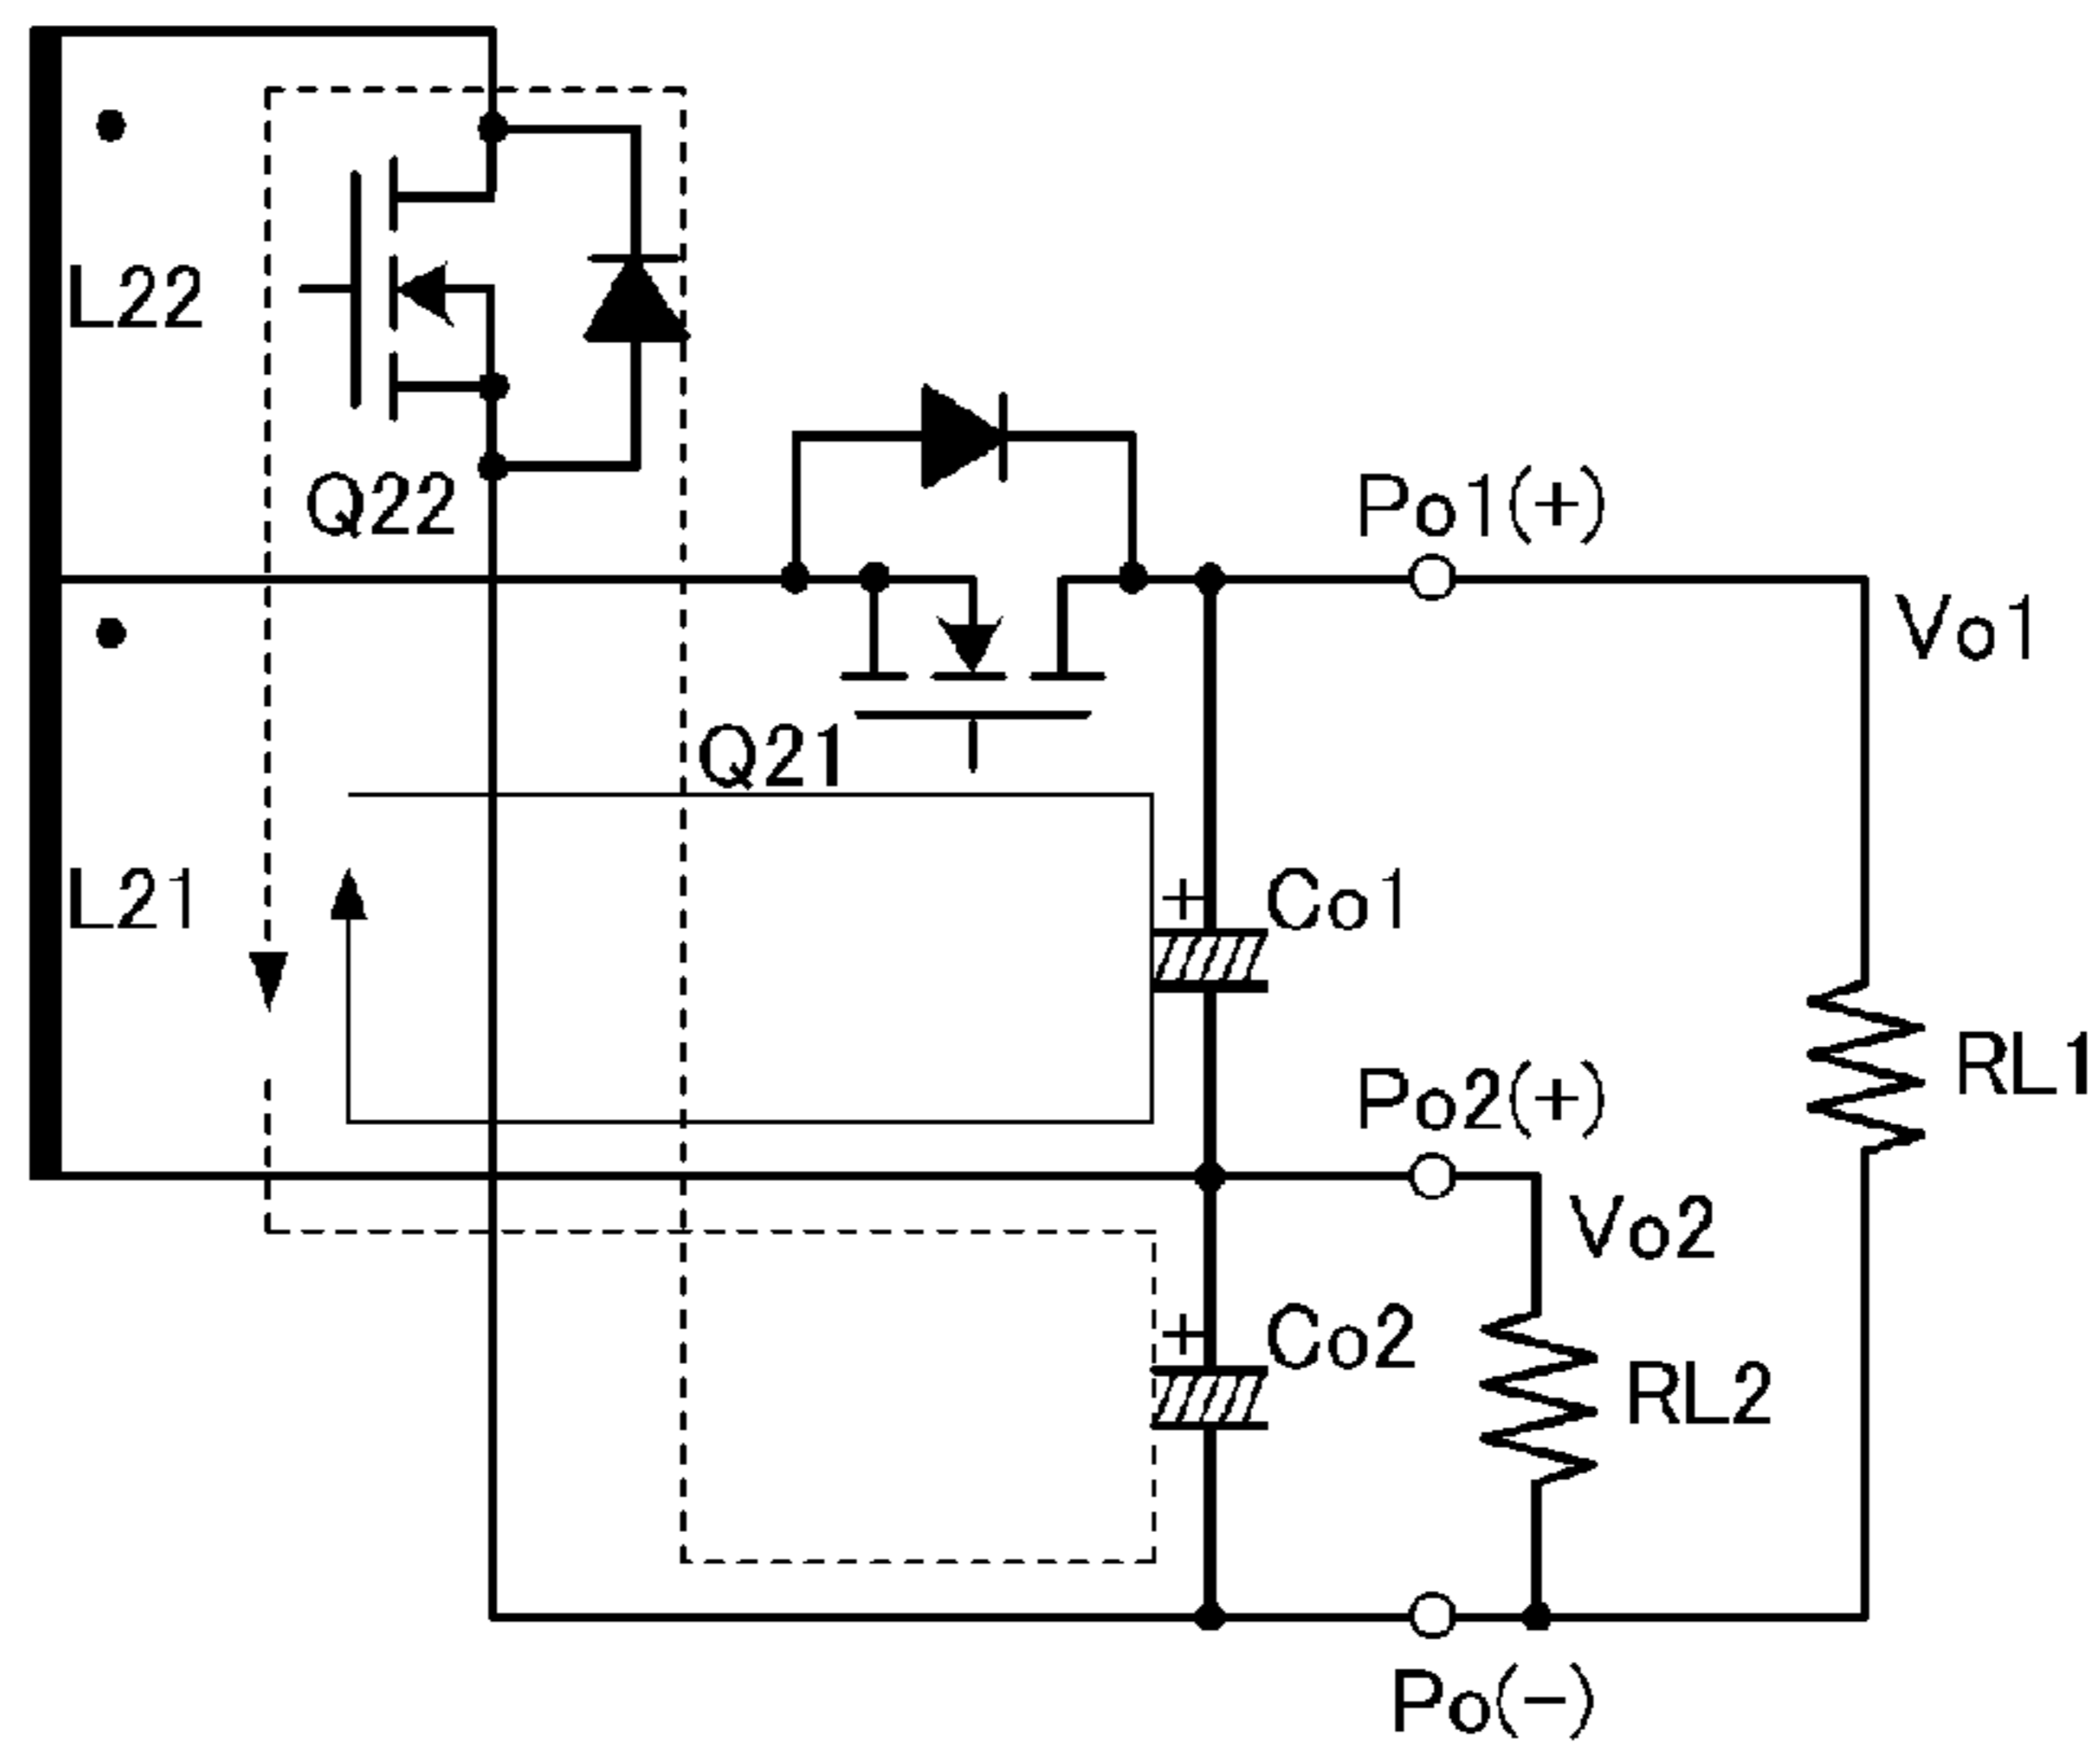 L22
Q22
Po1(+)
Vo1
Q21
L21
+
Co1
RL1
Po2(+)
Vo2
+
Co2
RL2
Po(−)